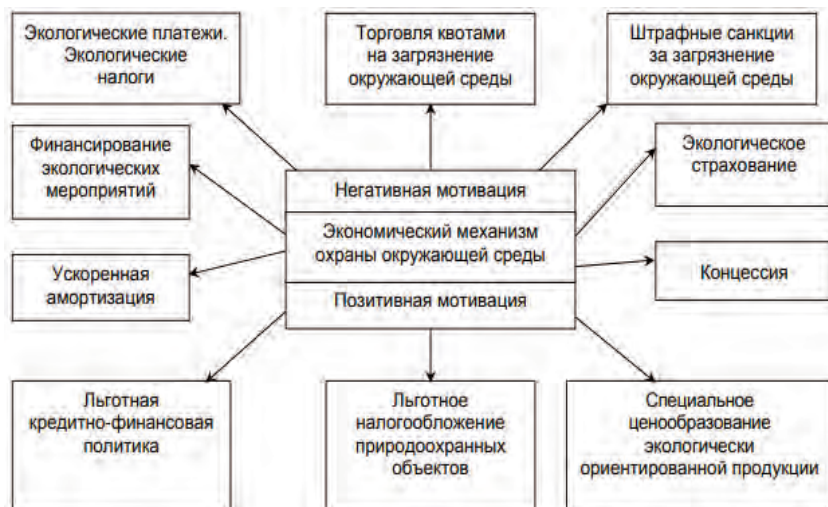 Экологические платежи.
Экологические
налоги
Торговля квотами
на загрязнение
окружающей среды
Штрафные санкции
за загрязнение
окружающей среды
Финансирование
экологических
мероприятий
Экологическое
страхование
Негативная мотивация
Экономический механизм
охраны окружающей среды
Позитивная мотивация
Ускоренная
амортизация
Концессия
Льготная
кредитно-финансовая
политика
Льготное
налогообложение
природоохранных
объектов
Специальное
ценообразование
экологически
ориентированной продукции